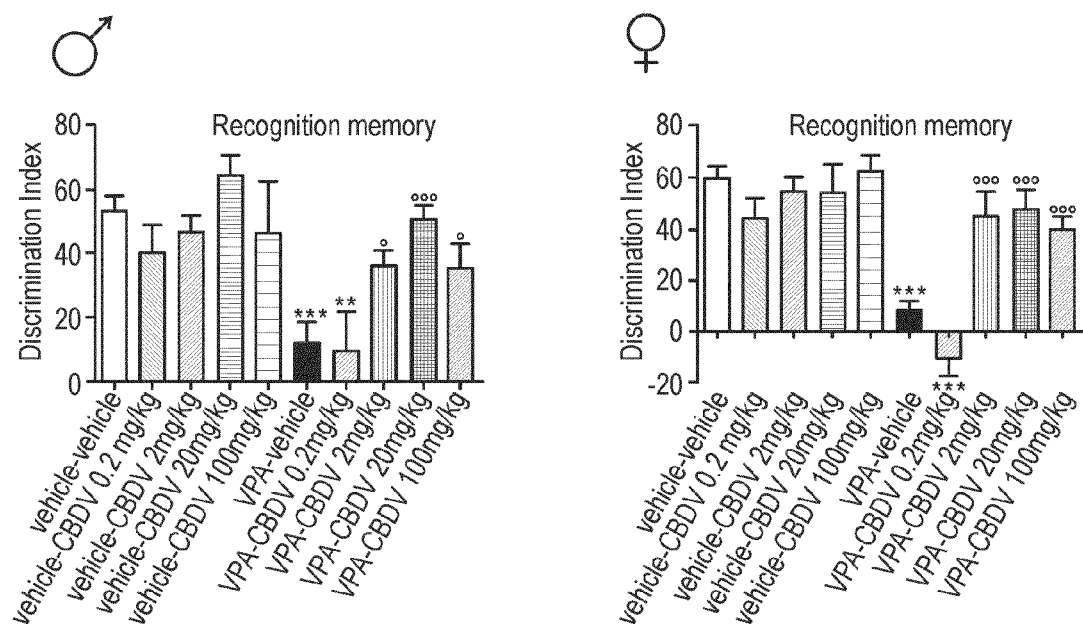 ♂
Recognition memory
Discrimination Index
80
60
40
20
0
***
**
°
°°°
°
vehicle-vehicle
vehicle-CBDV 0.2 mg/kg
vehicle-CBDV 2mg/kg
vehicle-CBDV 20mg/kg
vehicle-CBDV 100mg/kg
VPA-vehicle
VPA-CBDV 0.2mg/kg
VPA-CBDV 2mg/kg
VPA-CBDV 20mg/kg
VPA-CBDV 100mg/kg
♀
Recognition memory
Discrimination Index
80
60
40
20
0
-20
***
***
°°°
°°°
°°°
vehicle-vehicle
vehicle-CBDV 0.2 mg/kg
vehicle-CBDV 2mg/kg
vehicle-CBDV 20mg/kg
vehicle-CBDV 100mg/kg
VPA-vehicle
VPA-CBDV 0.2mg/kg
VPA-CBDV 2mg/kg
VPA-CBDV 20mg/kg
VPA-CBDV 100mg/kg